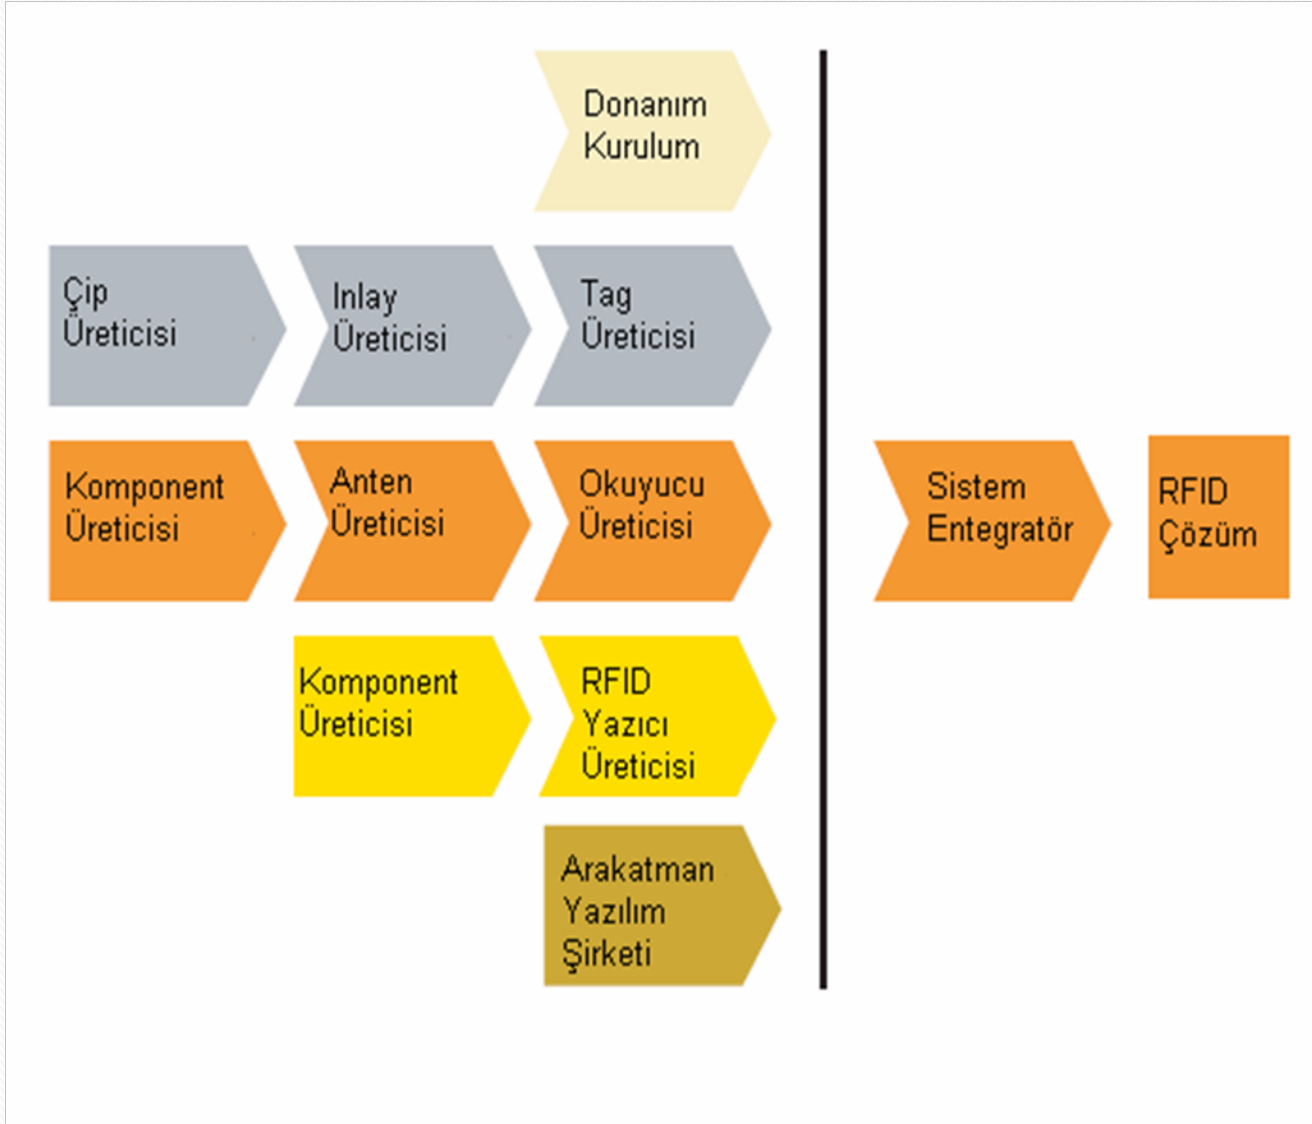 Donanım
Kurulum
Çip
Üreticisi
Inlay
Üreticisi
Tag
Üreticisi
Komponent
Üreticisi
Anten
Üreticisi
Okuyucu
Üreticisi
Sistem
Entegratör
RFID
Çözüm
Komponent
Üreticisi
RFID
Yazıcı
Üreticisi
Arakatman
Yazılım
Şirketi